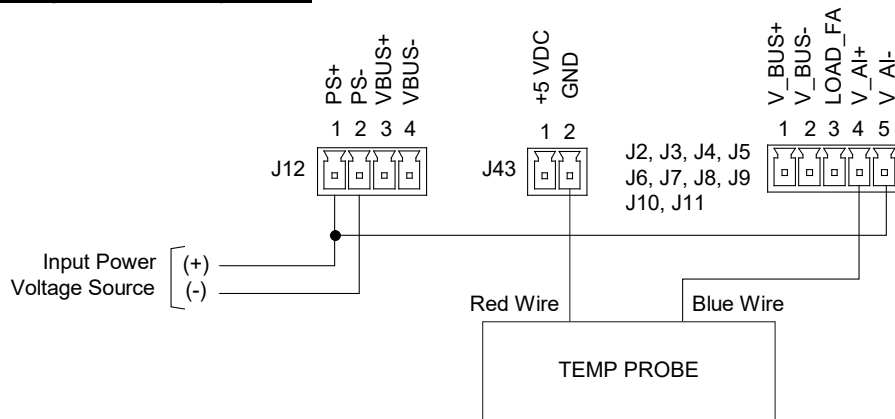 PS+
PS-
VBUS+
VBUS-
1 2 3 4
J12
+5 VDC
GND
1 2
J43
V_BUS+
V_BUS-
LOAD_FA
V_AI+
V_AI-
1 2 3 4 5
J2, J3, J4, J5
J6, J7, J8, J9
J10, J11
Input Power (+)
Voltage Source (-)
Red Wire
Blue Wire
TEMP PROBE